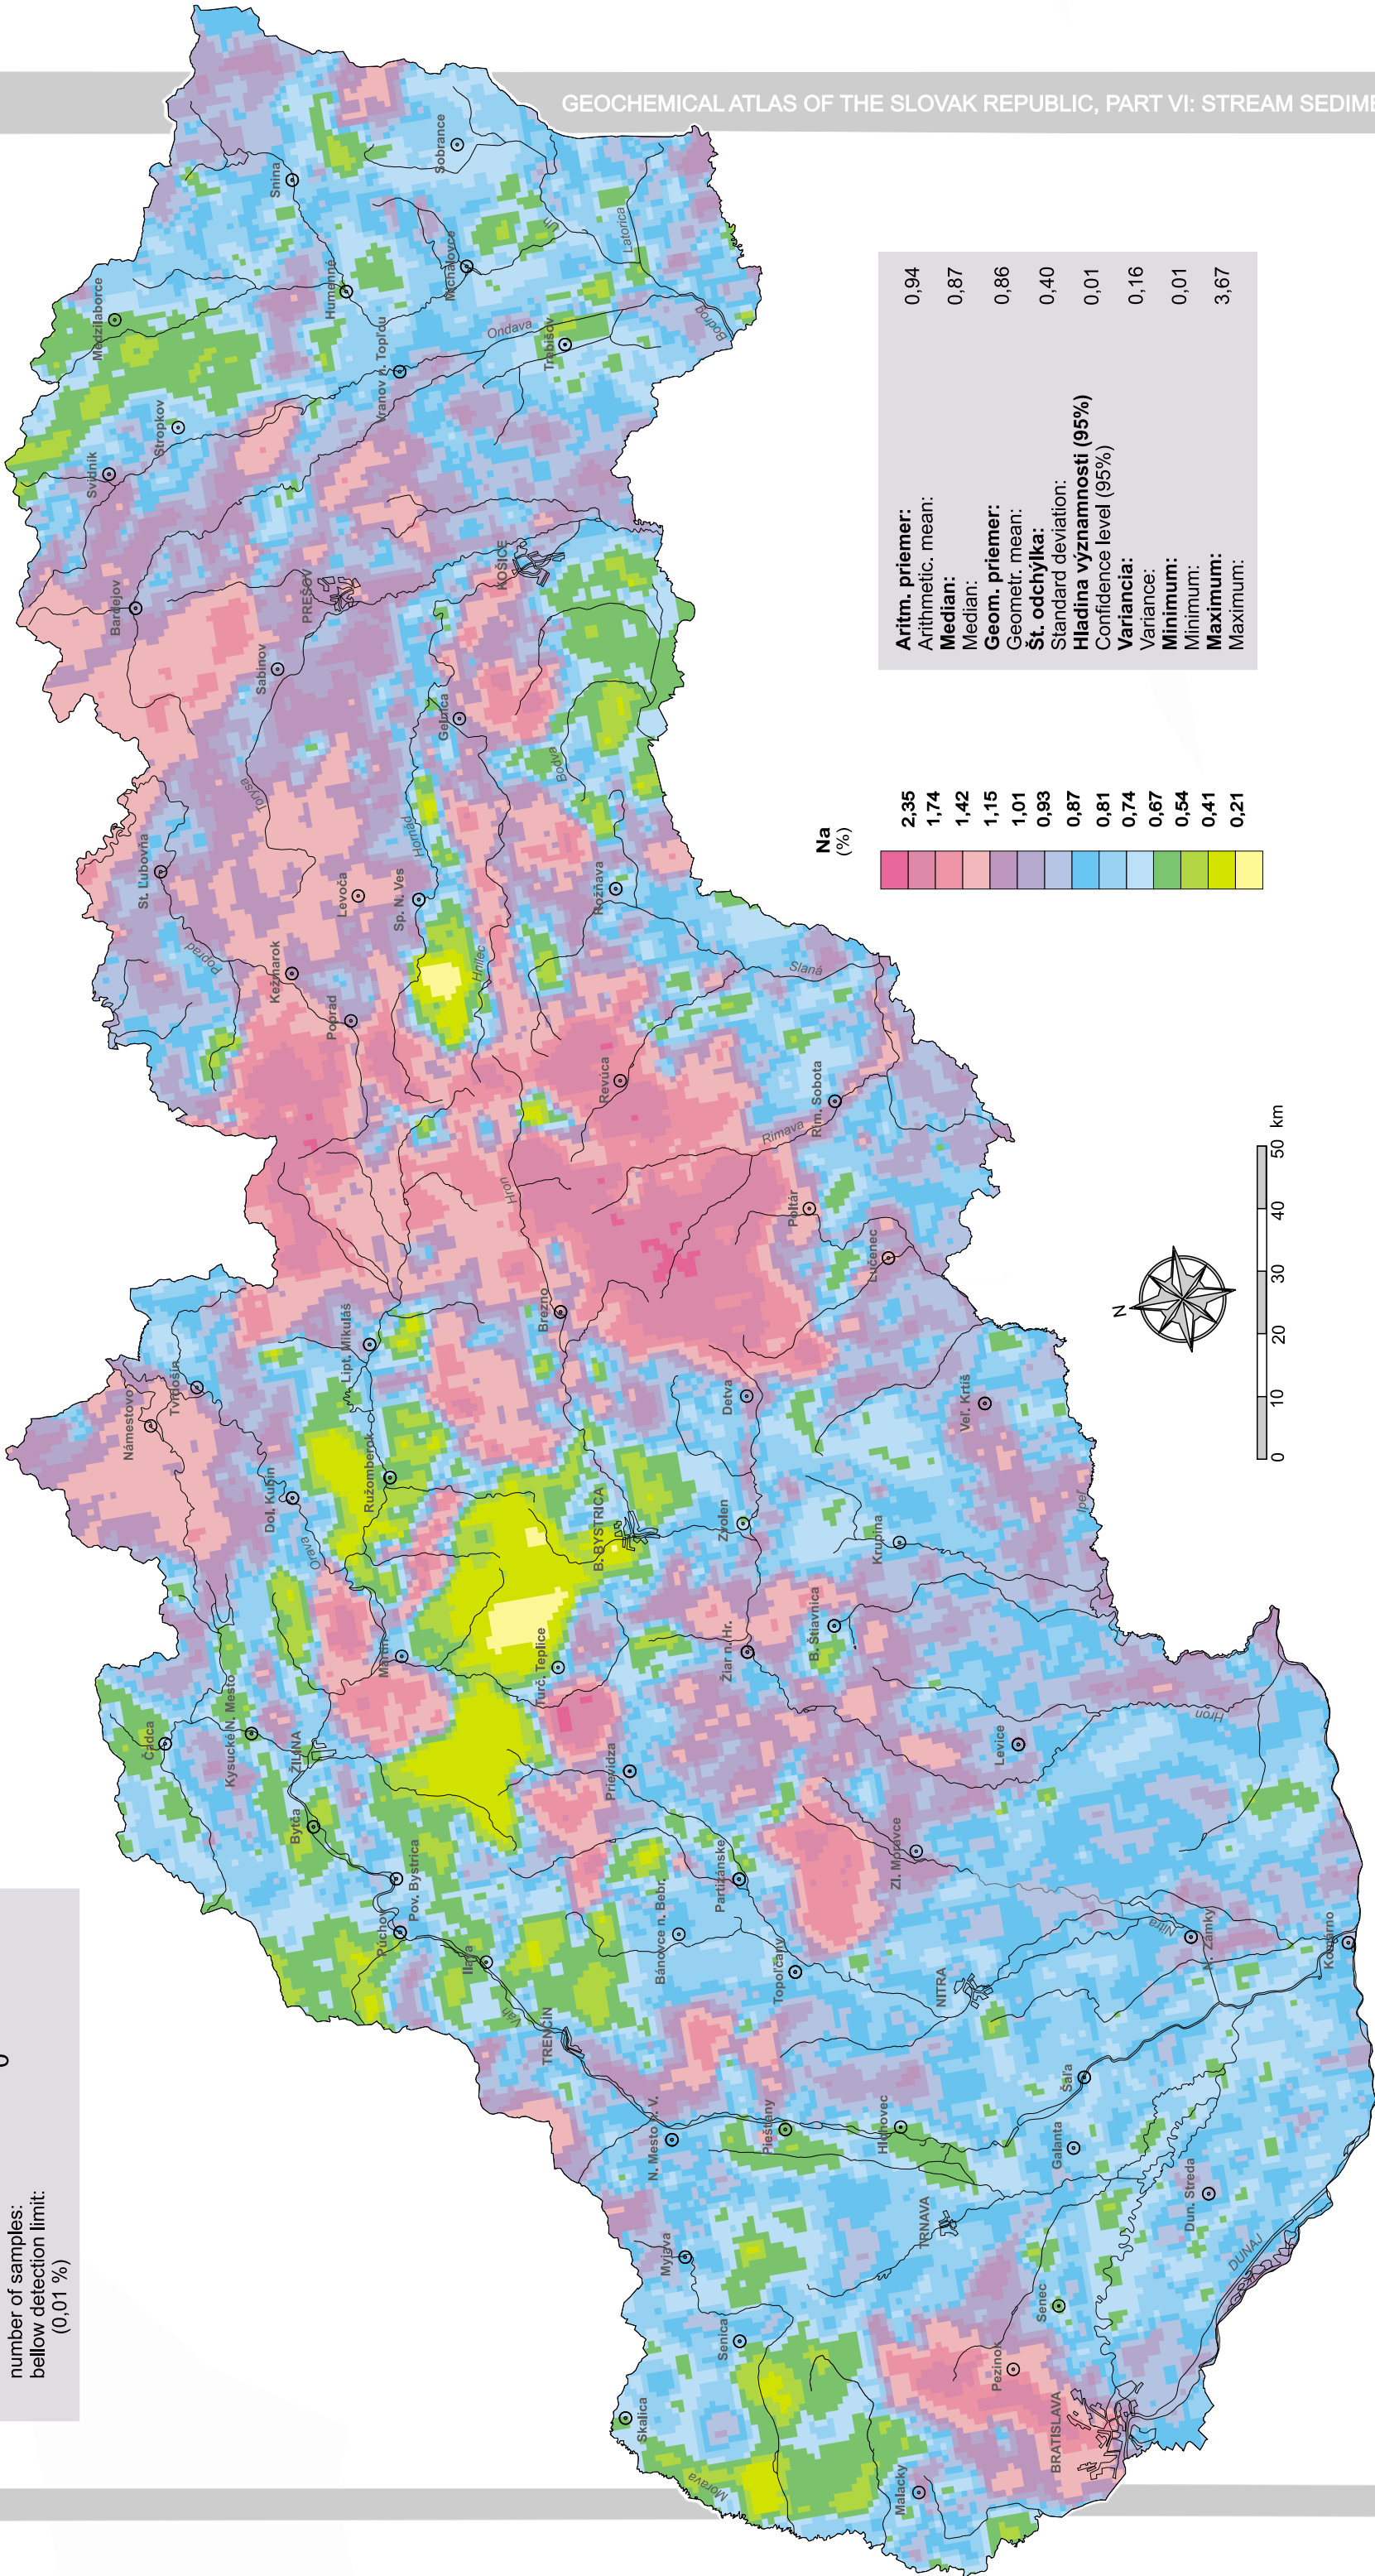 GEOCHEMICAL ATLAS OF THE SLOVAK REPUBLIC, PART VI: STREAM SEDIME
number of samples:
bellow detection limit:
(0,01 %)
Skalica
Senica
Myjava
Malacky
Morava
BRATISLAVA
Pezinok
Senec
DUNAJ
Dun. Streda
Galanta
Šaľa
TRNAVA
Hlohovec
Piešťany
N. Mesto n. V.
TRENČÍN
Váh
Ilava
Púchov
Pov. Bystrica
Bytča
ŽILINA
Kysucké N. Mesto
Čadca
Bánovce n. Bebr.
Topoľčany
Partizánske
Prievidza
NITRA
Nitra
N. Zámky
Komárno
Zl. Moravce
Levice
Hron
Žiar n. Hr.
B. Štiavnica
Turč. Teplice
Martin
Orava
Dol. Kubín
Námestovo
Tvrdošín
Ružomberok
Lipt. Mikuláš
B. BYSTRICA
Zvolen
Krupina
Ipeľ
Veľ. Krtíš
Detva
Brezno
Hron
Lučenec
Poltár
Rimava
Rim. Sobota
Revúca
Slaná
Rožňava
Poprad
Kežmarok
Poprad
St. Ľubovňa
Levoča
Sp. N. Ves
Hnilec
Hornád
Torysa
Gelnica
Bodva
Sabinov
PREŠOV
Bardejov
KOŠICE
Svidník
Stropkov
Medzilaborce
Vranov n. Topľou
Humenné
Snina
Ondava
Trebišov
Michalovce
Sobrance
Uh
Latorica
Bodrog
N
0 10 20 30 40 50 km
Na
(%)
2,35
1,74
1,42
1,15
1,01
0,93
0,87
0,81
0,74
0,67
0,54
0,41
0,21
Aritm. priemer: 0,94
Arithmetic. mean:
Median: 0,87
Median:
Geom. priemer: 0,86
Geometr. mean:
Št. odchýlka: 0,40
Standard deviation:
Hladina významnosti (95%) 0,01
Confidence level (95%)
Variancia: 0,16
Variance:
Minimum: 0,01
Minimum:
Maximum: 3,67
Maximum: